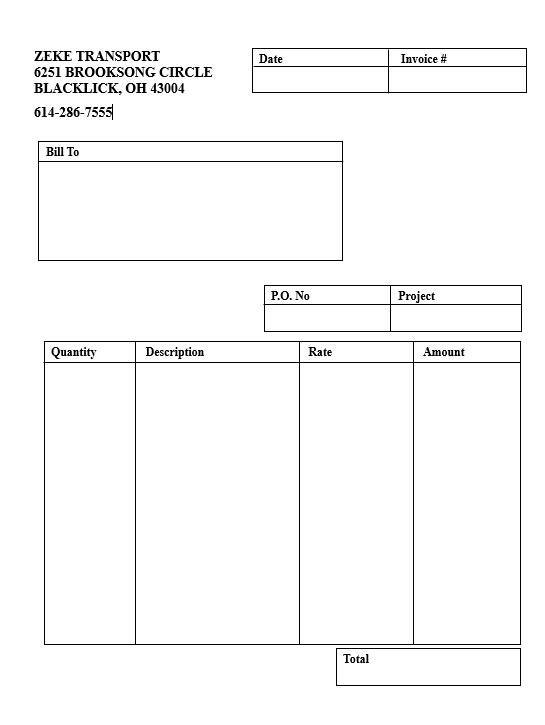 ZEKE TRANSPORT
6251 BROOKSONG CIRCLE
BLACKLICK, OH 43004
614-286-7555
Date Invoice #
Bill To
P.O. No Project
Quantity Description Rate Amount
Total